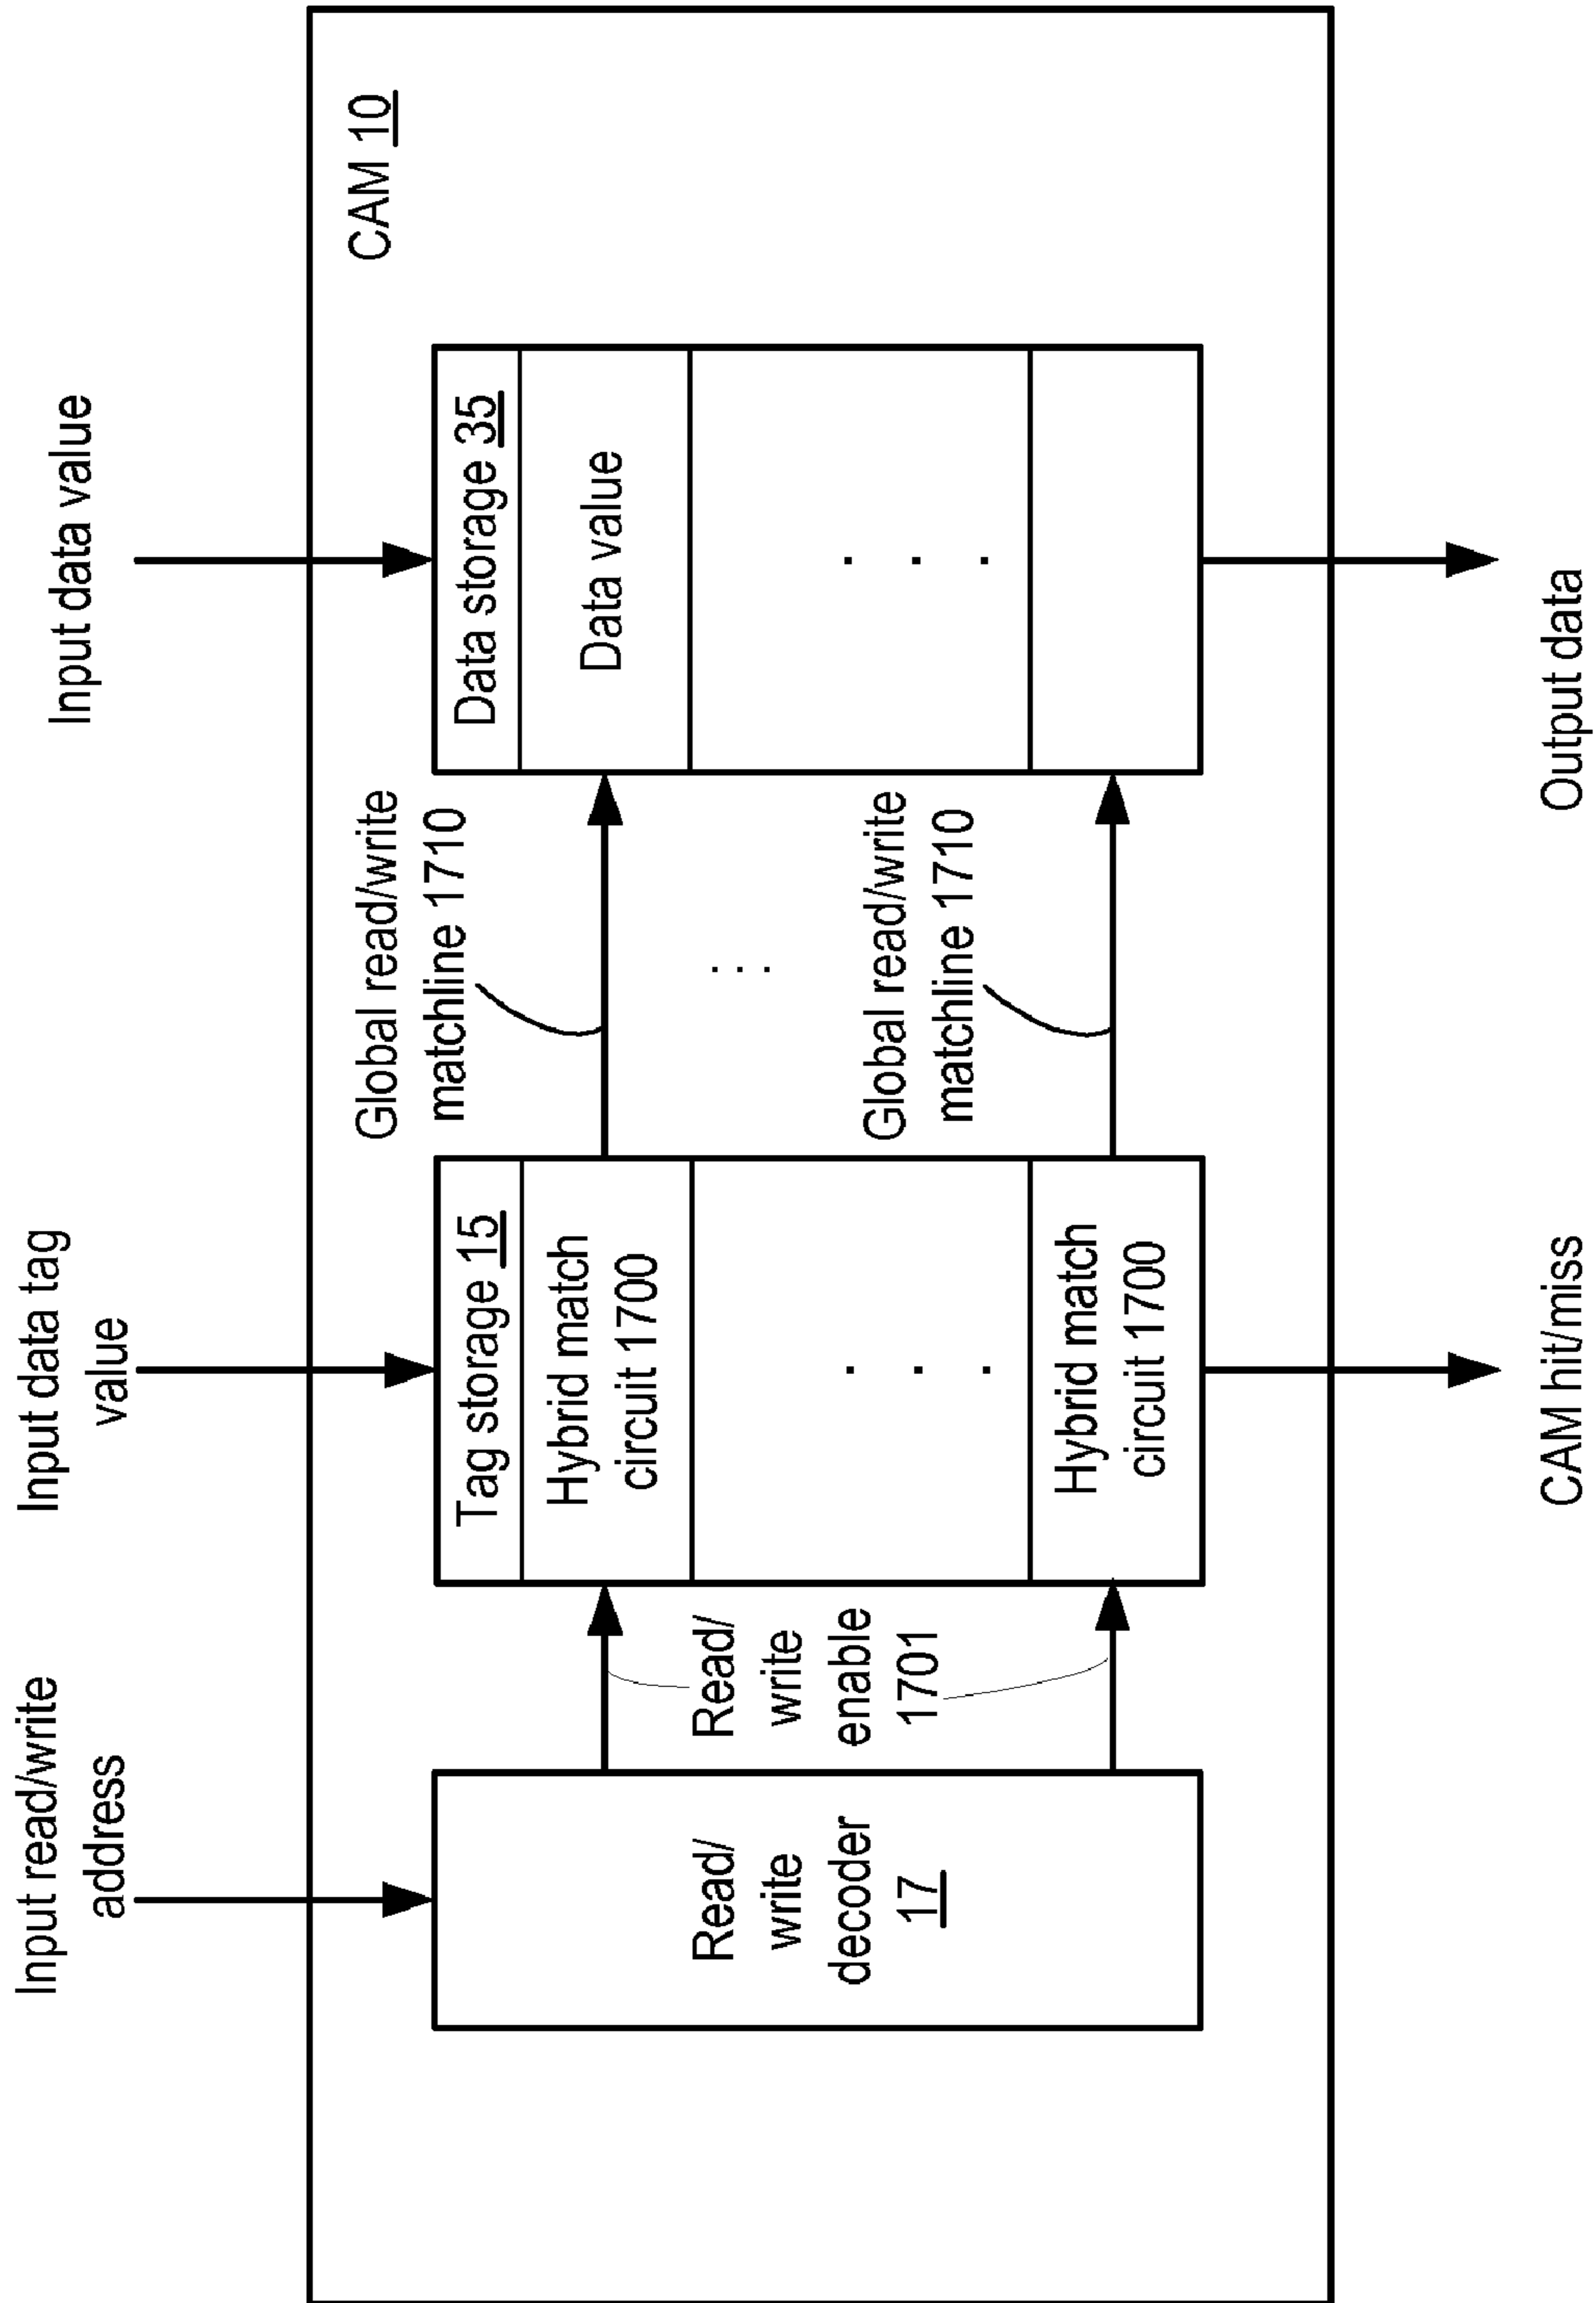 Input read/write
address
Input data tag
value
Input data value
CAM 10
Read/
write
decoder
17
Read/
write
enable
1701
Tag storage 15
Hybrid match
circuit 1700
. . .
Hybrid match
circuit 1700
Global read/write
matchline 1710
. . .
Global read/write
matchline 1710
Data storage 35
Data value
. . .
CAM hit/miss
Output data